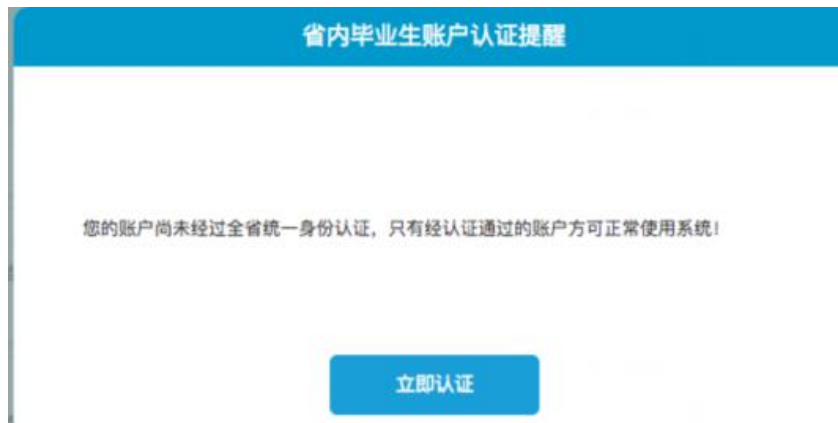 省内毕业生账户认证提醒
您的账户尚未经过全省统一身份认证，只有经认证通过的账户方可正常使用系统！
立即认证